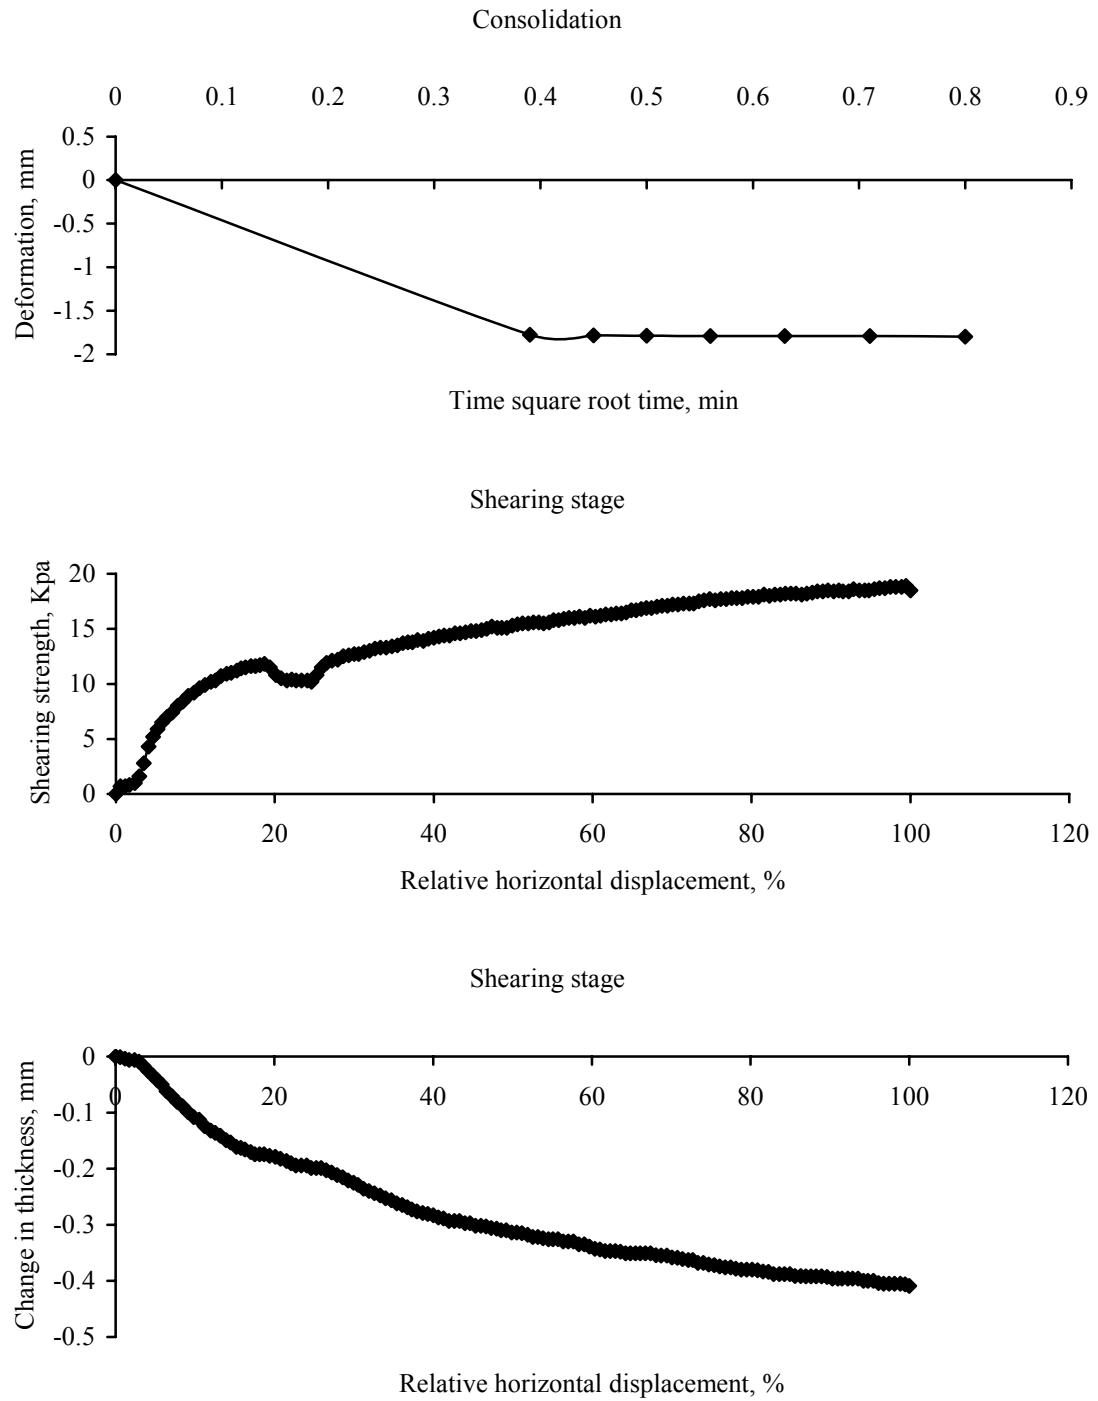 Consolidation
0 0.1 0.2 0.3 0.4 0.5 0.6 0.7 0.8 0.9
0.5
0
-0.5
-1
-1.5
-2
Deformation, mm
Time square root time, min
Shearing stage
20
15
10
5
0
Shearing strength, Kpa
0 20 40 60 80 100 120
Relative horizontal displacement, %
Shearing stage
0
0 20 40 60 80 100 120
-0.1
-0.2
-0.3
-0.4
-0.5
Change in thickness, mm
Relative horizontal displacement, %